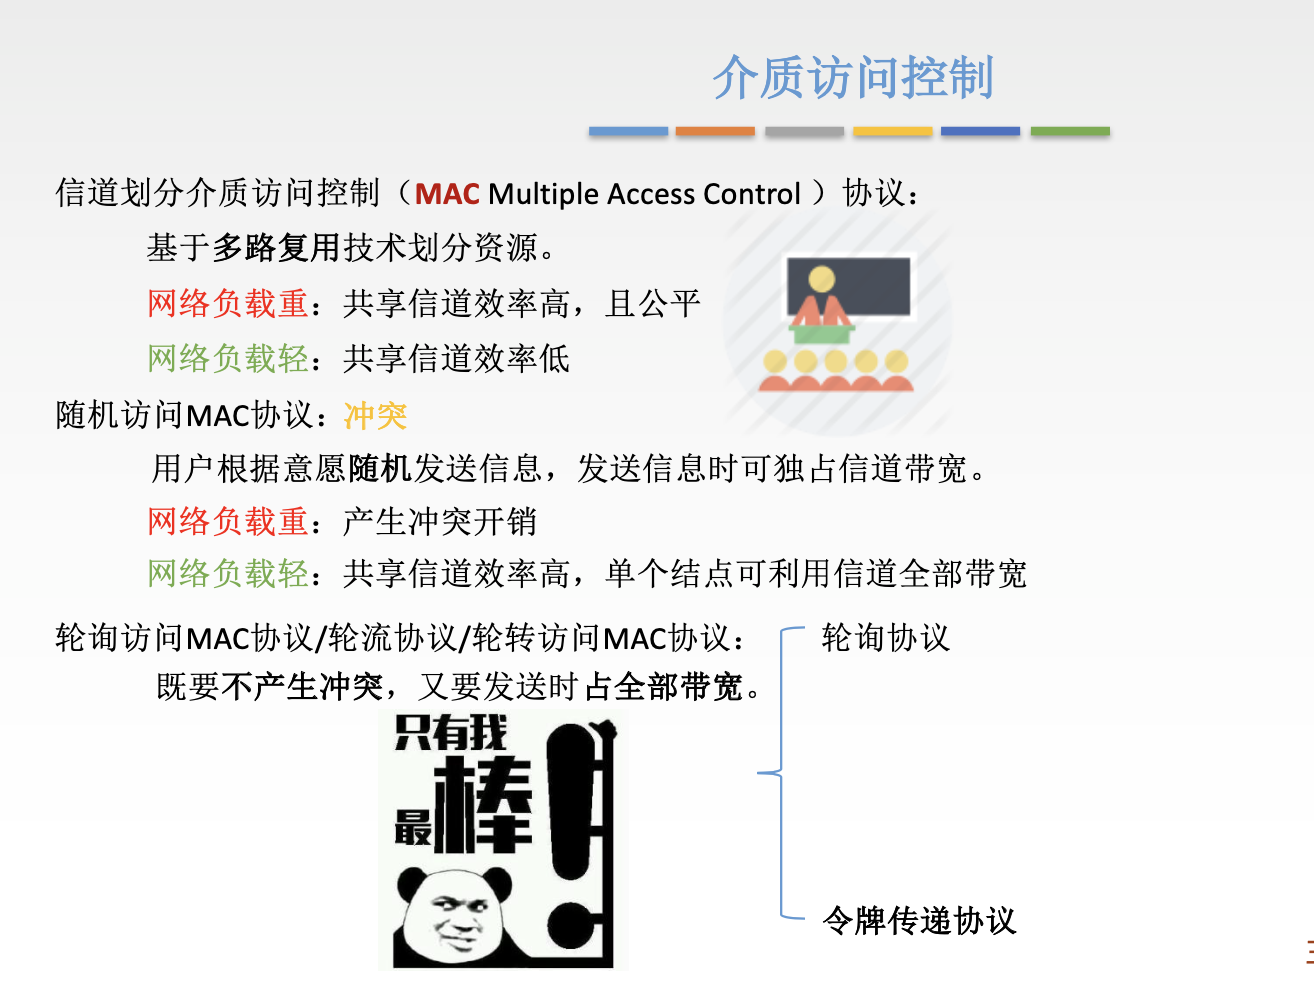 介质访问控制
信道划分介质访问控制（MAC Multiple Access Control ）协议：
基于多路复用技术划分资源。
网络负载重：共享信道效率高，且公平
网络负载轻：共享信道效率低
随机访问MAC协议：冲突
用户根据意愿随机发送信息，发送信息时可独占信道带宽。
网络负载重：产生冲突开销
网络负载轻：共享信道效率高，单个结点可利用信道全部带宽
轮询访问MAC协议/轮流协议/轮转访问MAC协议：
既要不产生冲突，又要发送时占全部带宽。
轮询协议
令牌传递协议
只有我
最棒！